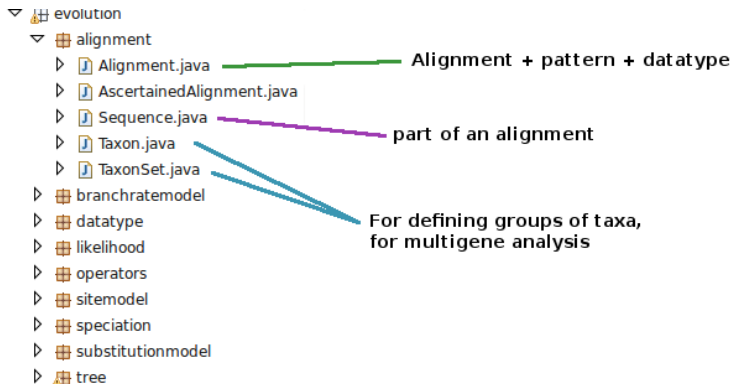 evolution
alignment
Alignment.java
Alignment + pattern + datatype
AscertainedAlignment.java
Sequence.java
part of an alignment
Taxon.java
TaxonSet.java
For defining groups of taxa,
for multigene analysis
branchratemodel
datatype
likelihood
operators
sitemodel
speciation
substitutionmodel
tree